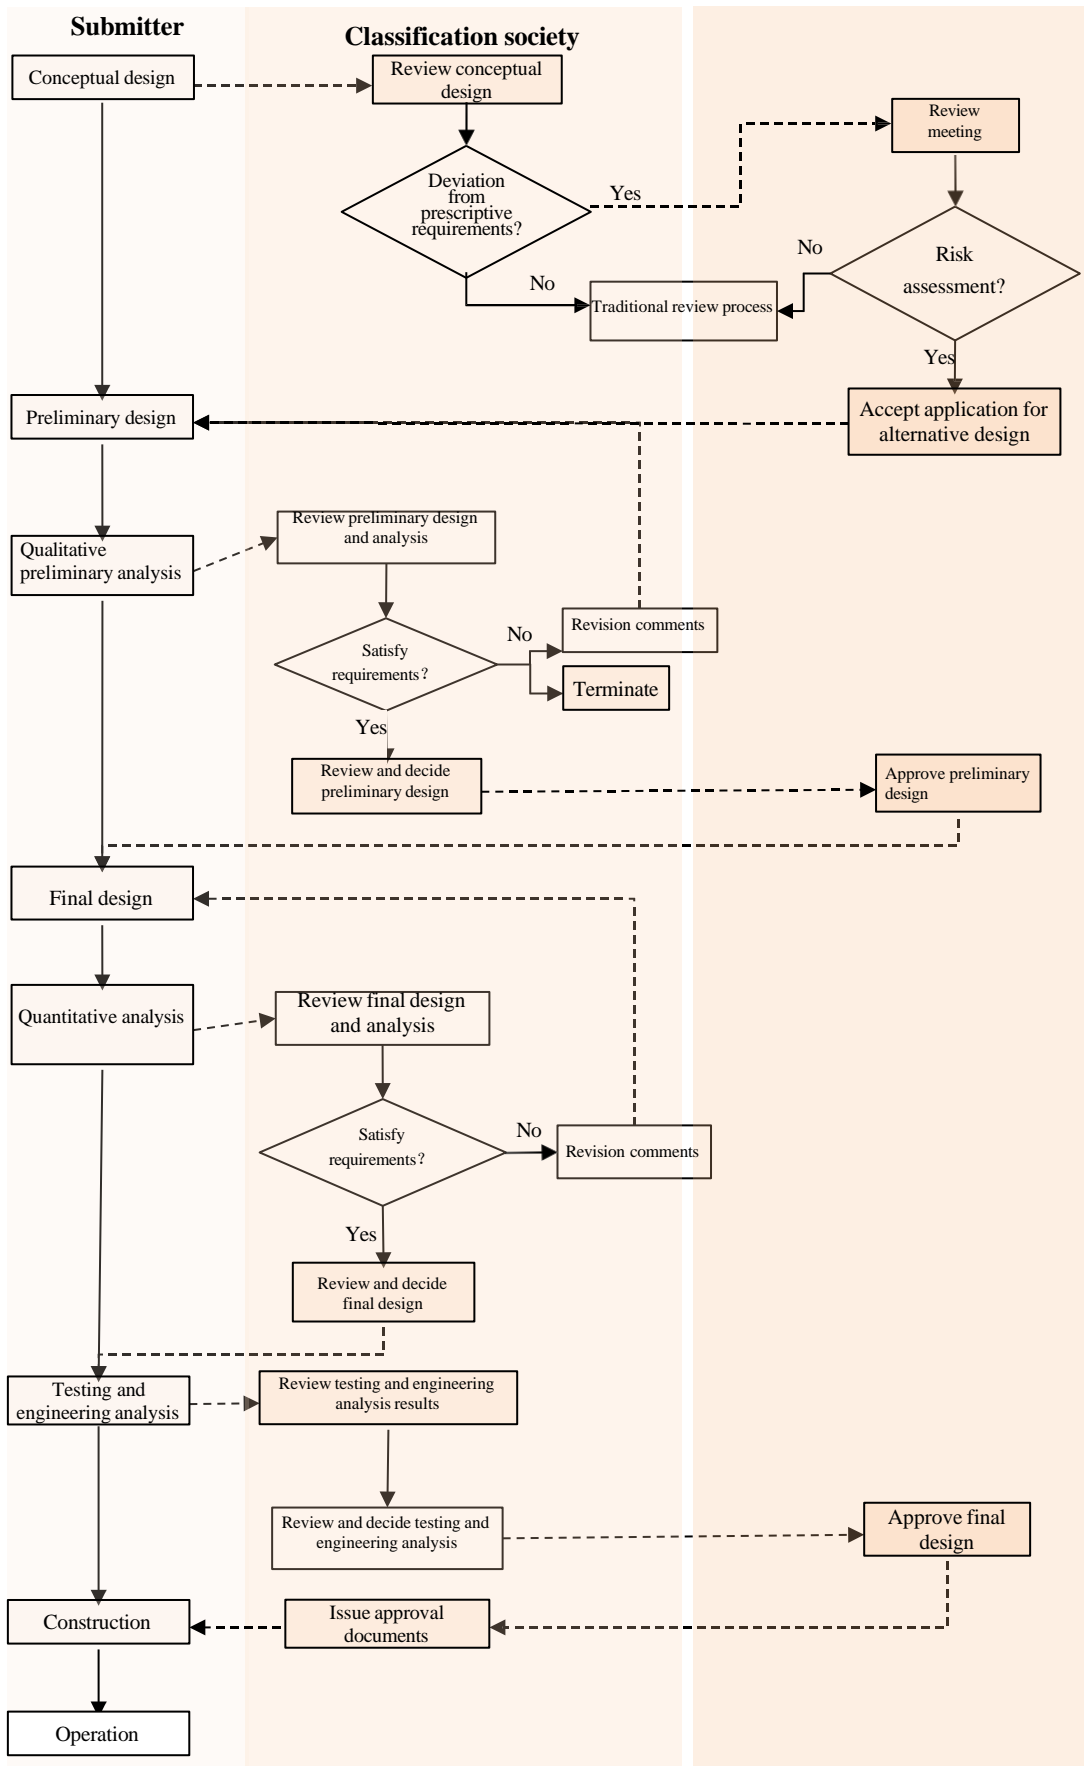 Submitter
Classification society
Conceptual design
Review conceptual
design
Review
meeting
Deviation
from
prescriptive
requirements?
Yes
Risk
assessment?
No
No
Traditional review process
Yes
Preliminary design
Accept application for
alternative design
Qualitative
preliminary analysis
Review preliminary design
and analysis
Satisfy
requirements?
No
Revision comments
Terminate
Yes
Review and decide
preliminary design
Approve preliminary
design
Final design
Quantitative analysis
Review final design
and analysis
Satisfy
requirements?
No
Revision comments
Yes
Review and decide
final design
Testing and
engineering analysis
Review testing and engineering
analysis results
Review and decide testing and
engineering analysis
Approve final
design
Construction
Issue approval
documents
Operation